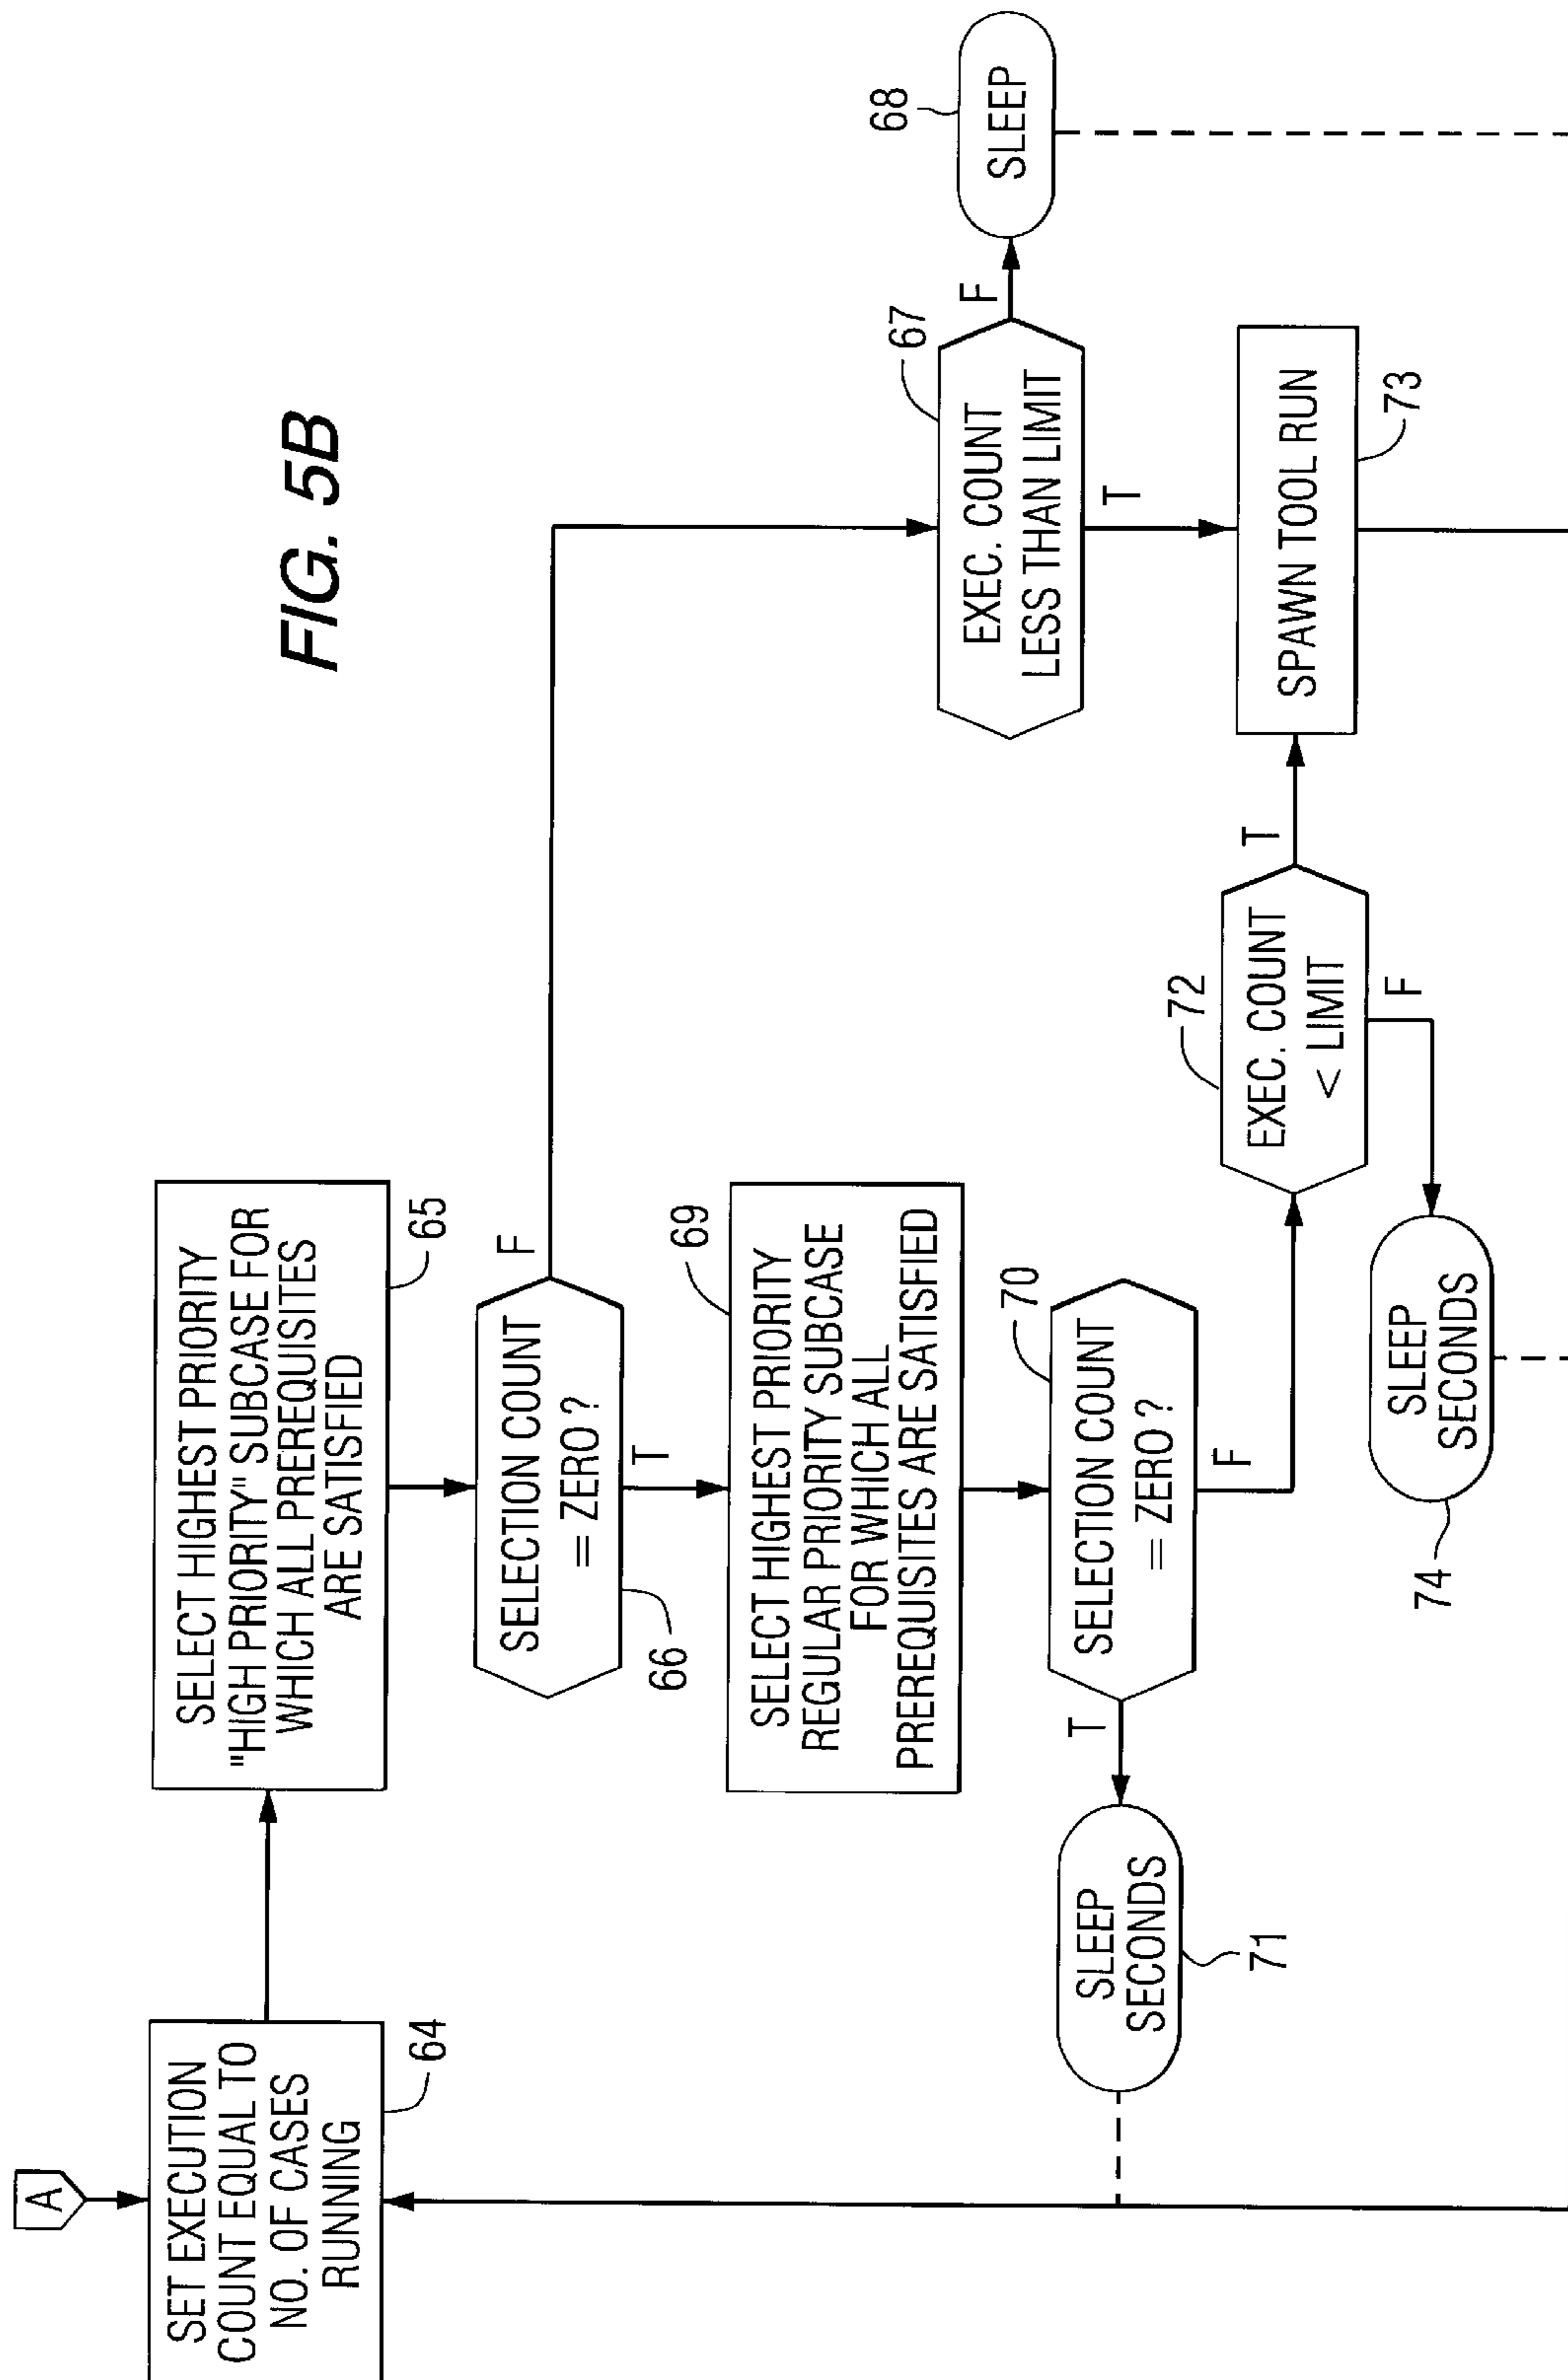 FIG. 5B
A
SET EXECUTION
COUNT EQUAL TO
NO. OF CASES
RUNNING
64
SELECT HIGHEST PRIORITY
"HIGH PRIORITY" SUBCASE FOR
WHICH ALL PREREQUISITES
ARE SATISFIED
65
SELECTION COUNT
= ZERO ?
66
F
T
EXEC. COUNT
LESS THAN LIMIT
67
F
T
SLEEP
68
SELECT HIGHEST PRIORITY
REGULAR PRIORITY SUBCASE
FOR WHICH ALL
PREREQUISITES ARE SATISFIED
69
SELECTION COUNT
= ZERO ?
70
T
F
SLEEP
SECONDS
71
EXEC. COUNT
< LIMIT
72
T
F
SPAWN TOOL RUN
73
SLEEP
SECONDS
74